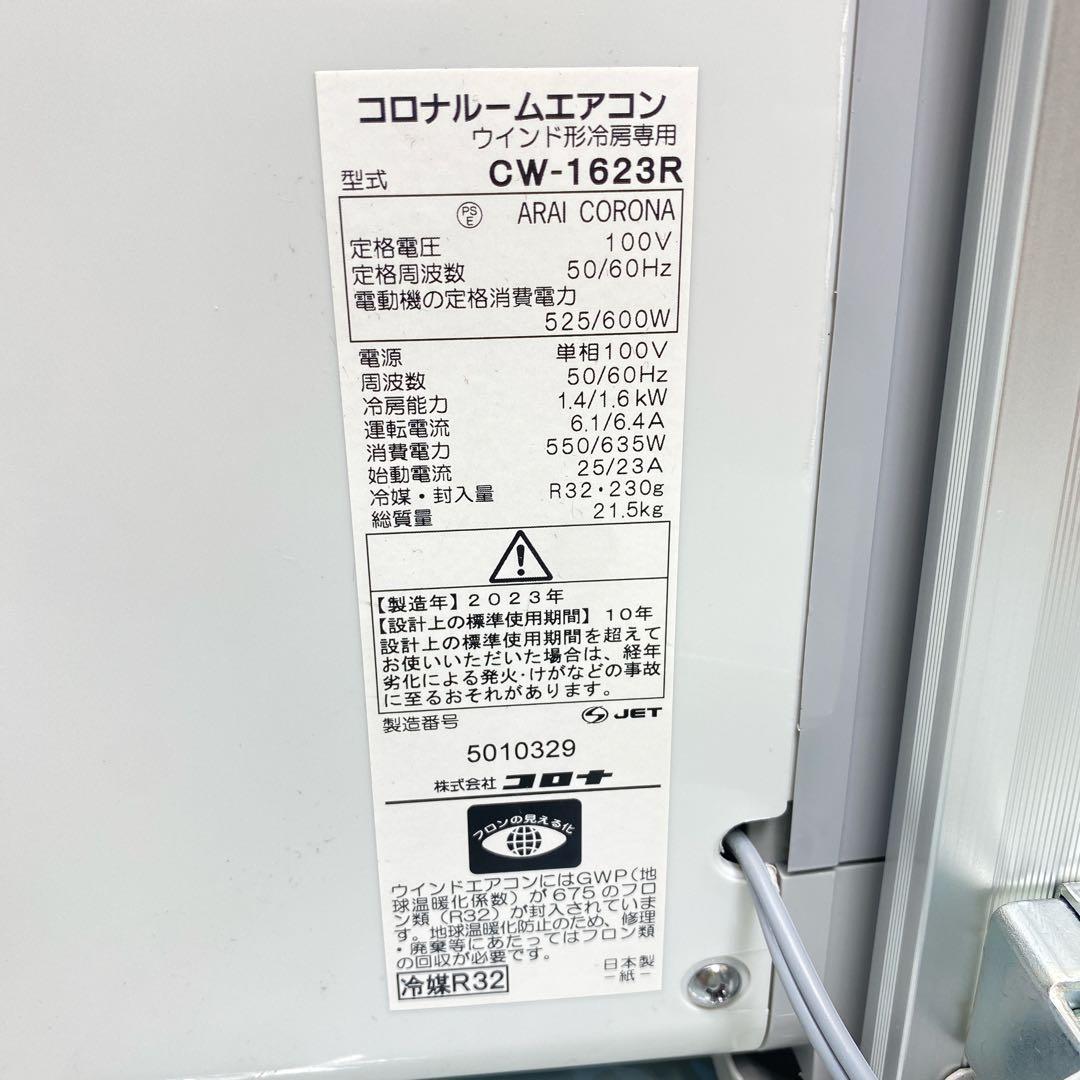 コロナルームエアコン
ウインド形冷房専用
型式 CW-1623R
PS E ARAI CORONA
定格電圧 100V
定格周波数 50/60Hz
電動機の定格消費電力
525/600W
電源 単相100V
周波数 50/60Hz
冷房能力 1.4/1.6kW
運転電流 6.1/6.4A
消費電力 550/635W
始動電流 25/23A
冷媒・封入量 R32・230g
総質量 21.5kg
【製造年】2023年
【設計上の標準使用期間】10年
設計上の標準使用期間を超えて
お使いいただいた場合は、経年
劣化による発火・けがなどの事故
に至るおそれがあります。
製造番号 JET
5010329
株式会社 コロナ
フロンの見える化
ウインドエアコンにはGWP(地
球温暖化係数)が675のフロ
ン類(R32)が封入されていま
す。地球温暖化防止のため、修理
・廃棄等にあたってはフロン類
の回収が必要です。
冷媒R32
日本製
－紙－